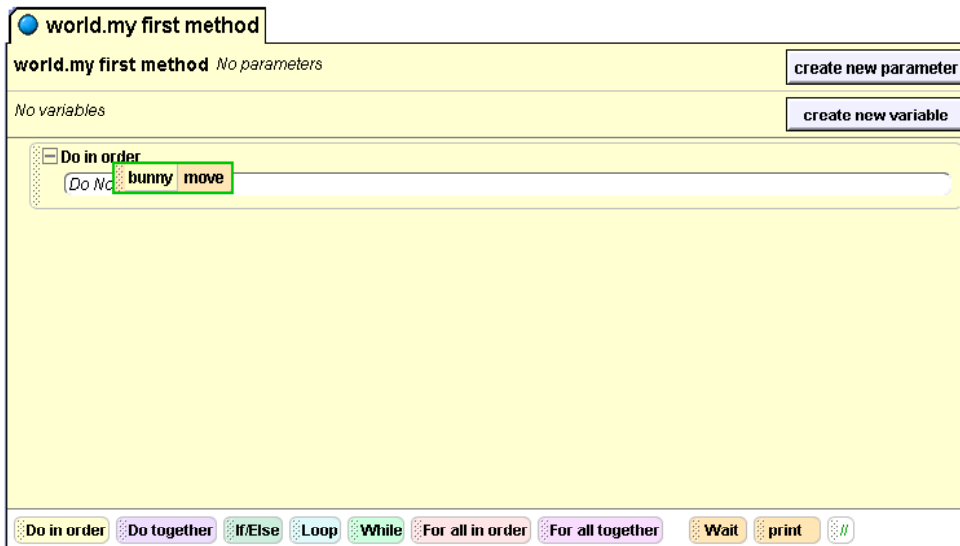 world.my first method
world.my first method No parameters
create new parameter
No variables
create new variable
Do in order
bunny move
Do No
Do in order Do together If/Else Loop While For all in order For all together Wait print //